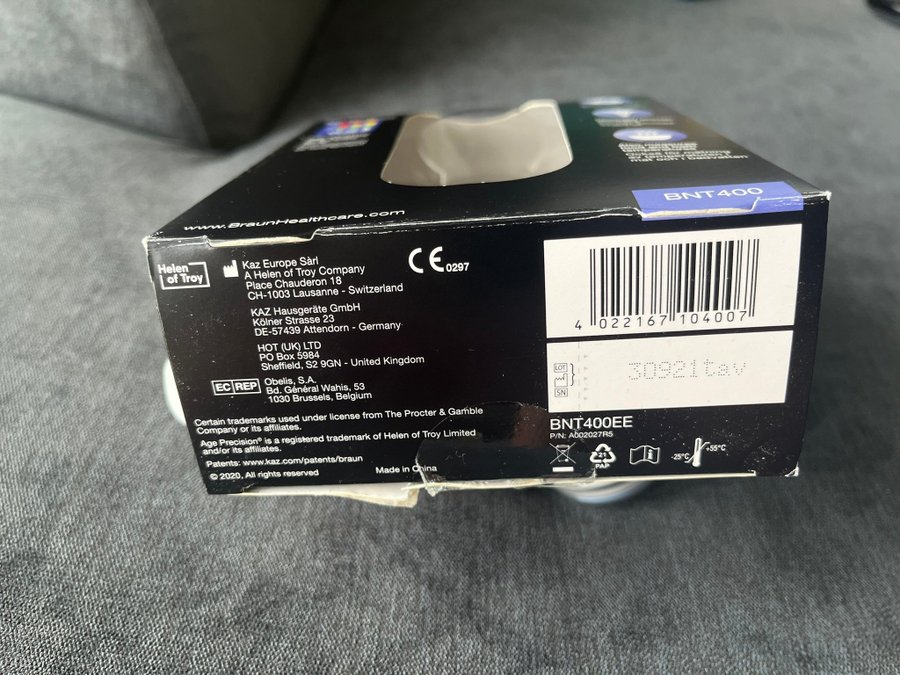 BNT400
www.BraunHealthcare.com
Helen
of Troy
Kaz Europe Sàrl
A Helen of Troy Company
Place Chauderon 18
CH-1003 Lausanne - Switzerland
KAZ Hausgeräte GmbH
Kölner Strasse 23
DE-57439 Attendorn - Germany
HOT (UK) LTD
PO Box 5984
Sheffield, S2 9GN - United Kingdom
EC REP
Obelis, S.A.
Bd. Général Wahis, 53
1030 Brussels, Belgium
Certain trademarks used under license from The Procter & Gamble
Company or its affiliates.
Age Precision® is a registered trademark of Helen of Troy Limited
and/or its affiliates.
Patents: www.kaz.com/patents/braun
© 2020, All rights reserved
Made in China
CE 0297
4 022167 104007
LOT
SN
30921tav
BNT400EE
P/N: A002027R5
PAP
-25°C
+55°C